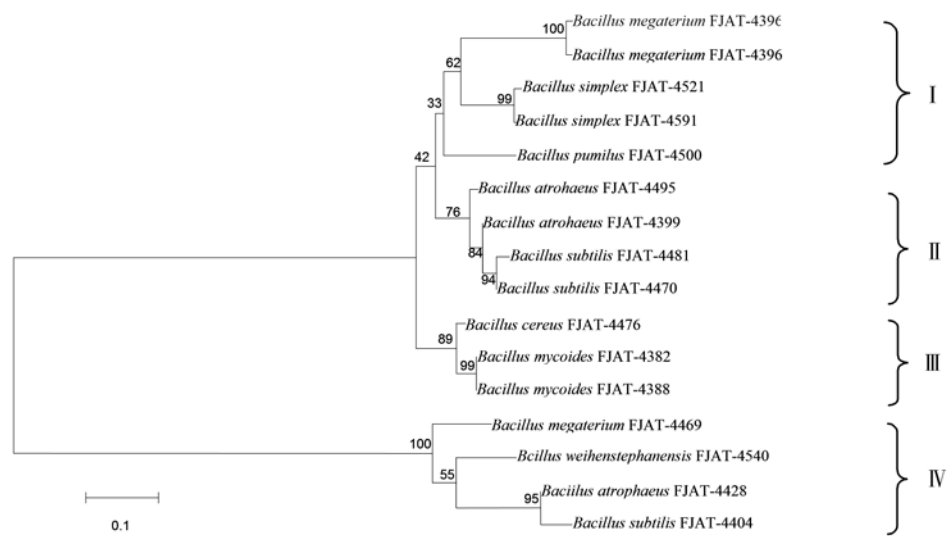 Bacillus megaterium FJAT-4396
100
Bacillus megaterium FJAT-4396
62
Bacillus simplex FJAT-4521
99
I
33
Bacillus simplex FJAT-4591
42
Bacillus pumilus FJAT-4500
Bacillus atrohaeus FJAT-4495
76
Bacillus atrohaeus FJAT-4399
84
Bacillus subtilis FJAT-4481
II
94
Bacillus subtilis FJAT-4470
Bacillus cereus FJAT-4476
89
Bacillus mycoides FJAT-4382
99
III
Bacillus mycoides FJAT-4388
Bacillus megaterium FJAT-4469
100
Bcillus weihenstephanensis FJAT-4540
55
IV
Baciilus atrophaeus FJAT-4428
95
Bacillus subtilis FJAT-4404
0.1